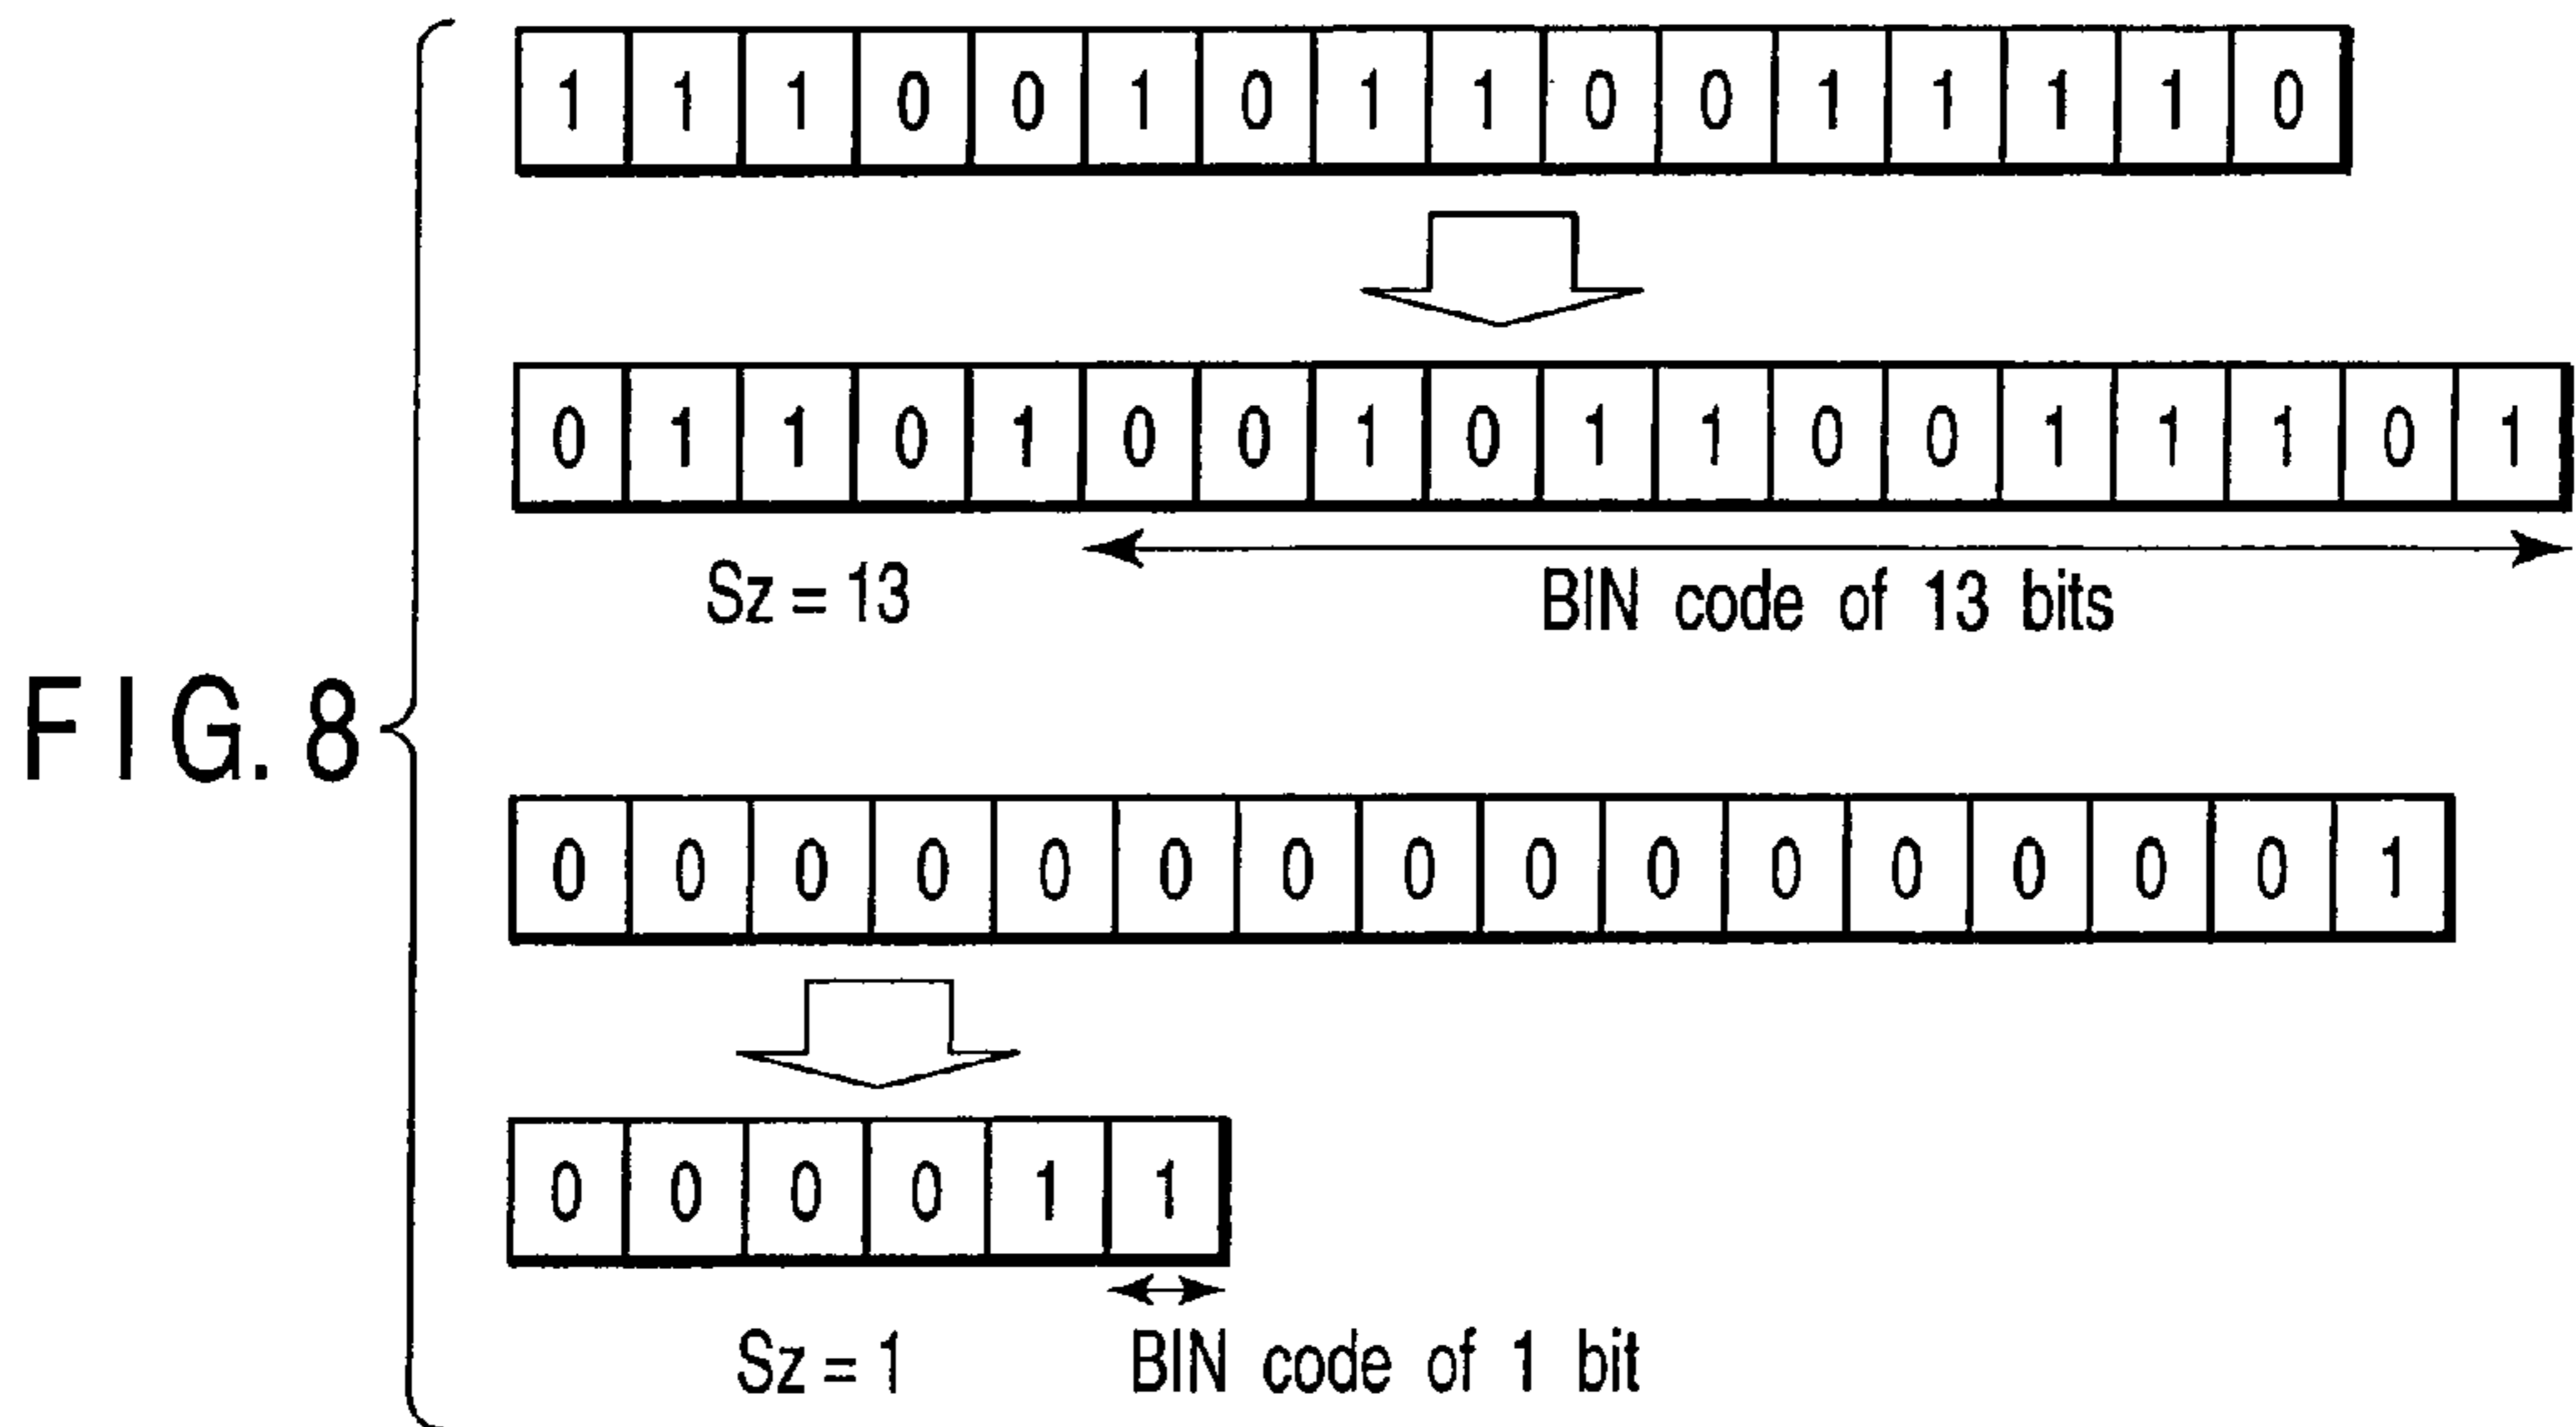 1 1 1 0 0 1 0 1 1 0 0 1 1 1 1 0
0 1 1 0 1 0 0 1 0 1 1 0 0 1 1 1 0 1
Sz = 13 BIN code of 13 bits
FIG. 8
0 0 0 0 0 0 0 0 0 0 0 0 0 0 0 1
0 0 0 0 1 1
Sz = 1 BIN code of 1 bit